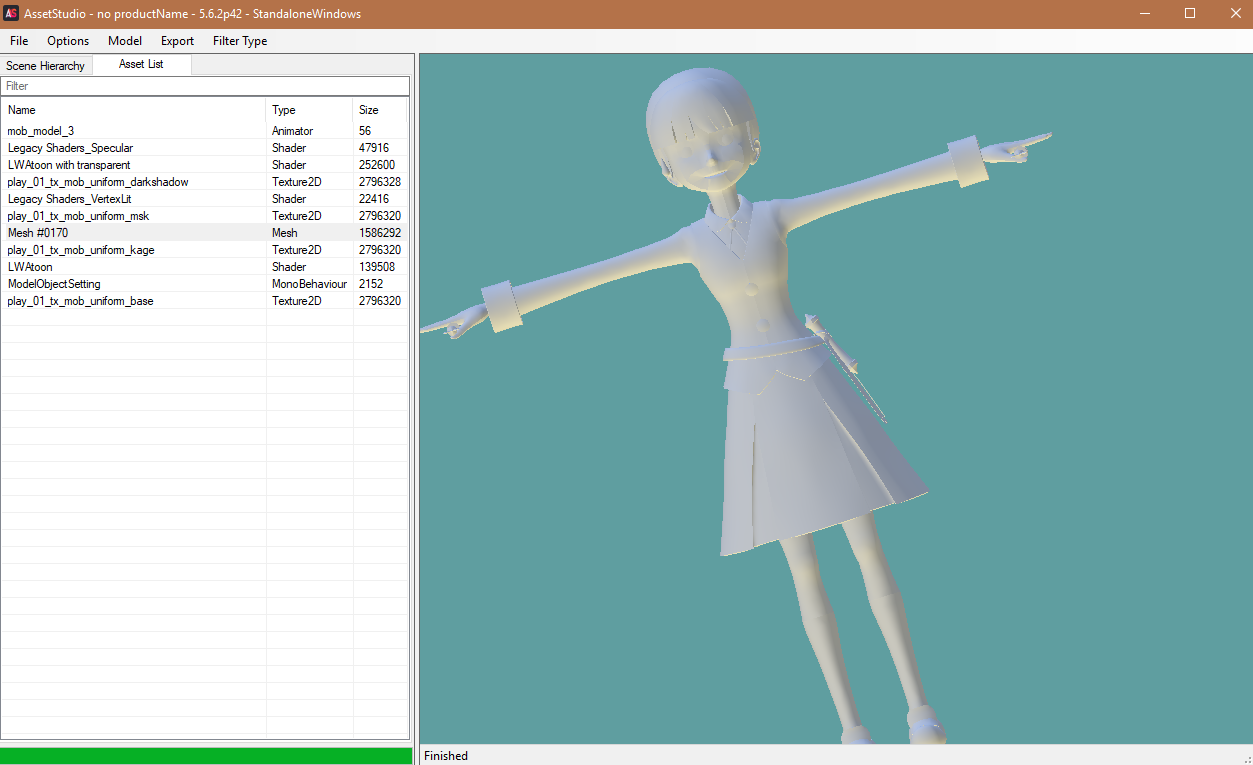 AS AssetStudio - no productName - 5.6.2p42 - StandaloneWindows
File Options Model Export Filter Type
Scene Hierarchy Asset List
Filter
Name Type Size
mob_model_3 Animator 56
Legacy Shaders_Specular Shader 47916
LWAtoon with transparent Shader 252600
play_01_tx_mob_uniform_darkshadow Texture2D 2796328
Legacy Shaders_VertexLit Shader 22416
play_01_tx_mob_uniform_msk Texture2D 2796320
Mesh #0170 Mesh 1586292
play_01_tx_mob_uniform_kage Texture2D 2796320
LWAtoon Shader 139508
ModelObjectSetting MonoBehaviour 2152
play_01_tx_mob_uniform_base Texture2D 2796320
Finished